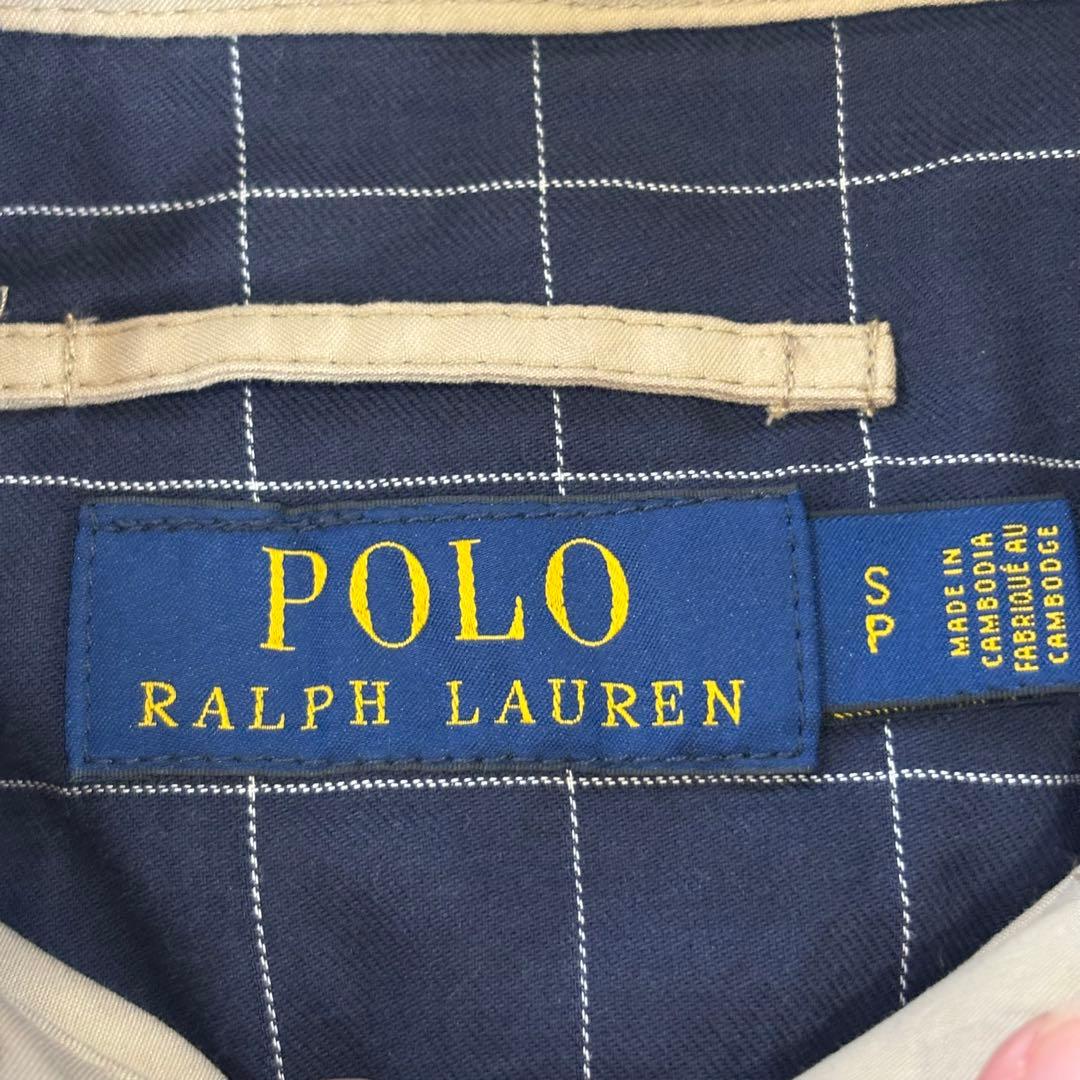 POLO
RALPH LAUREN
S
P
MADE IN
CAMBODIA
FABRIQUÉ AU
CAMBODGE